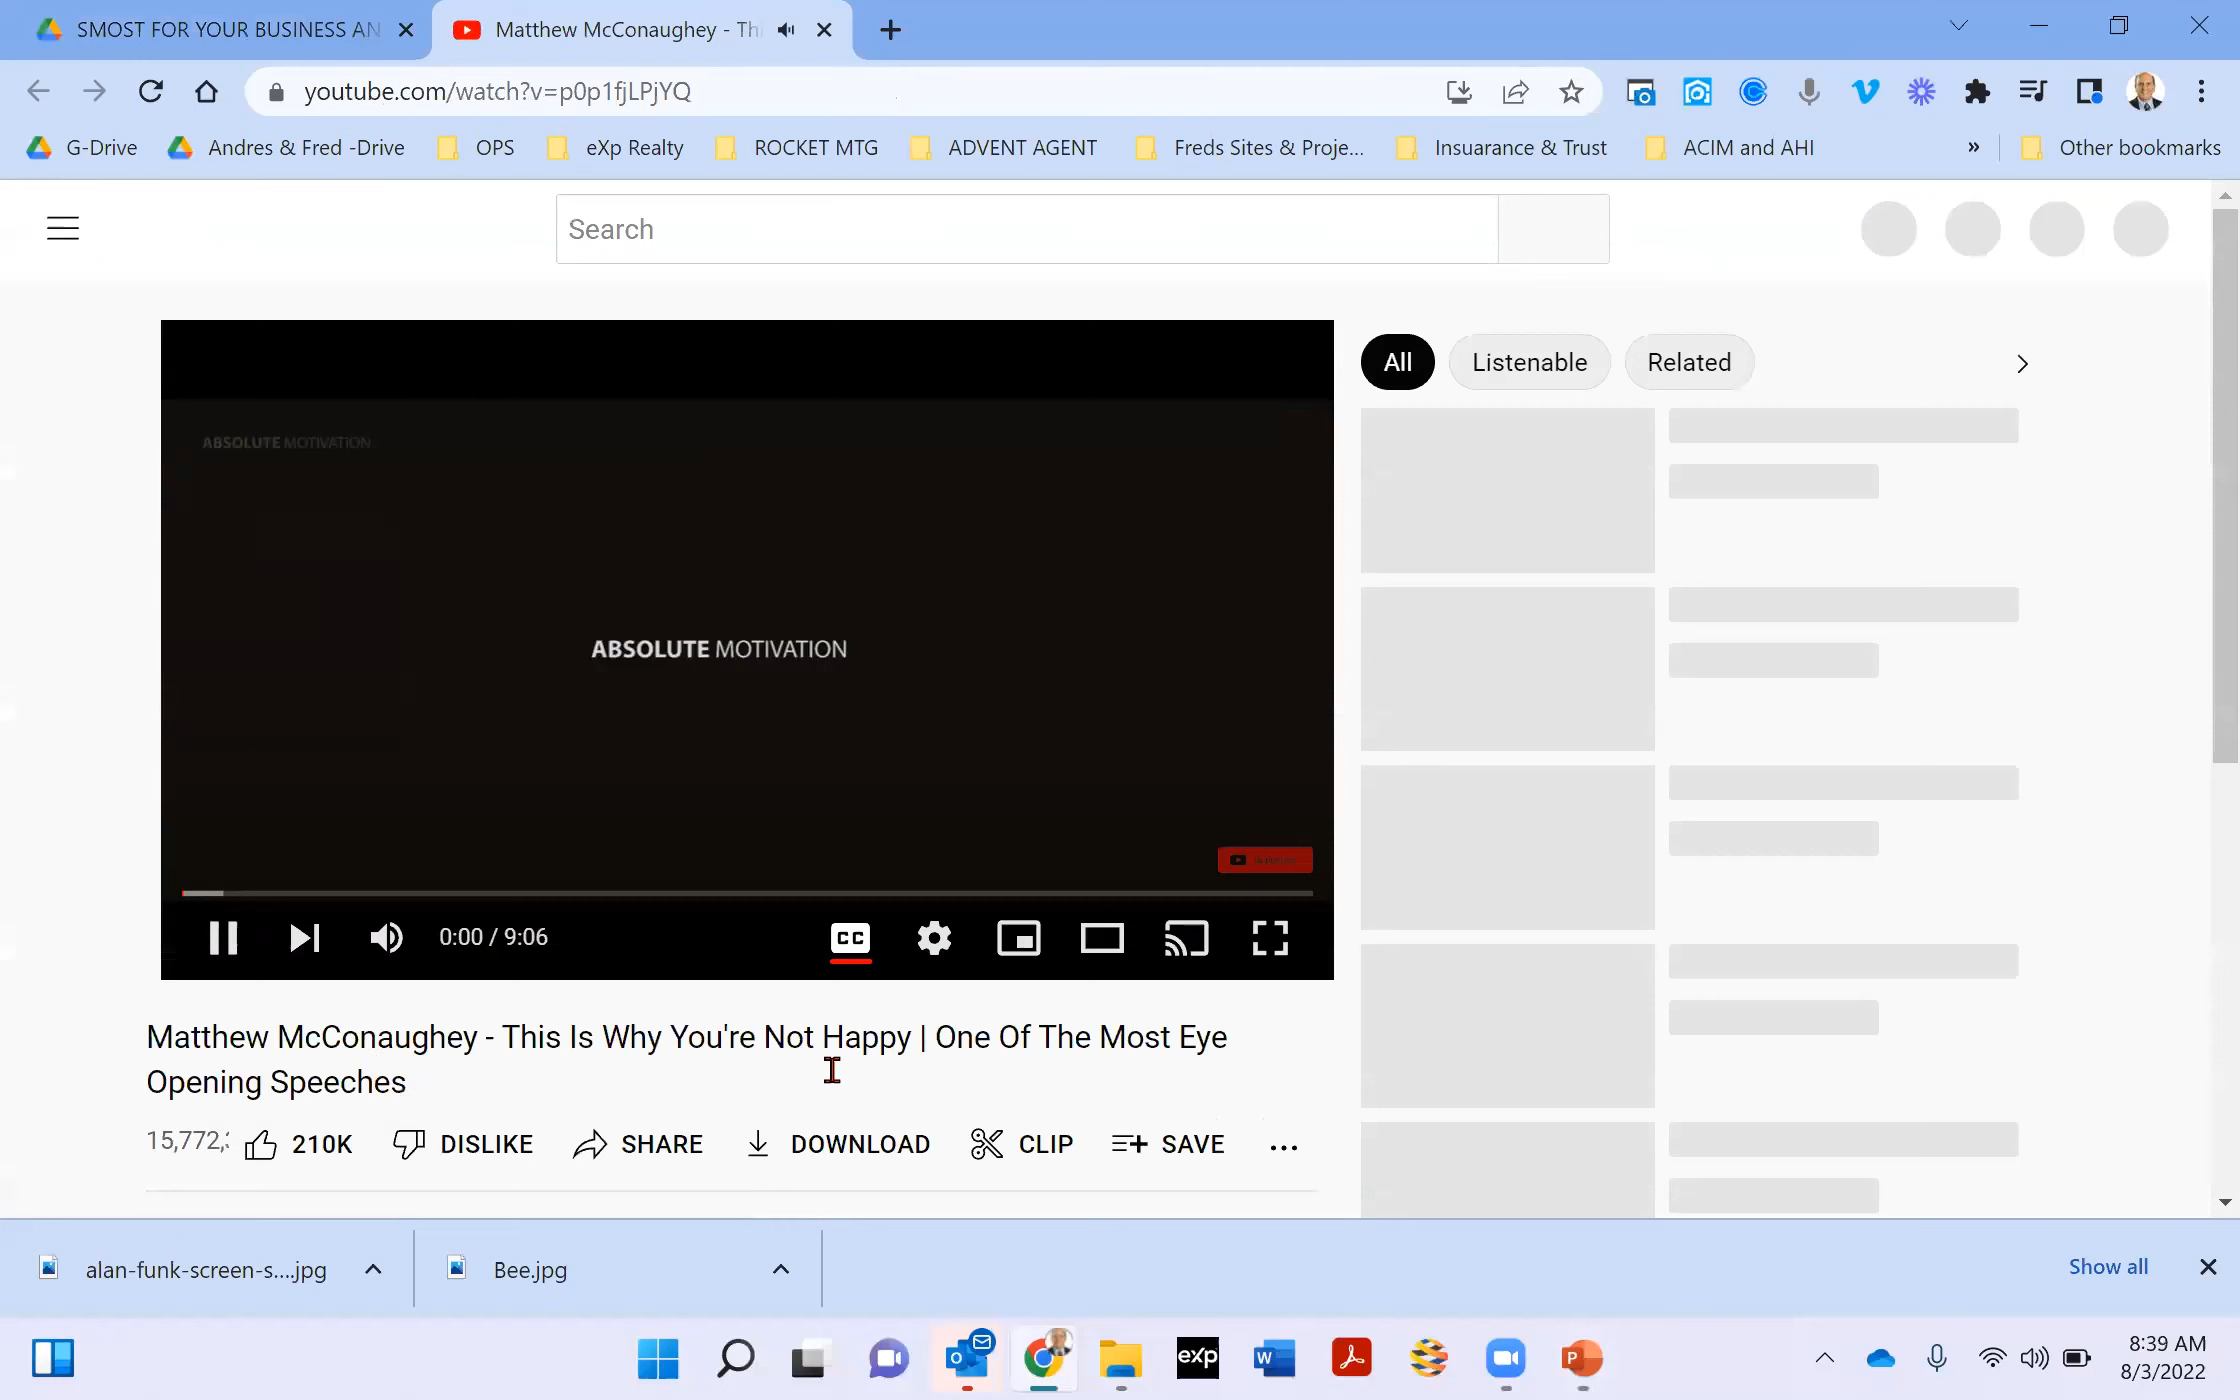 SMOST FOR YOUR BUSINESS AN
Matthew McConaughey - Th
youtube.com/watch?v=p0p1fjLPjYQ
G-Drive
Andres & Fred -Drive
OPS
eXp Realty
ROCKET MTG
ADVENT AGENT
Freds Sites & Proje...
Insuarance & Trust
ACIM and AHI
»
Other bookmarks
Search
All
Listenable
Related
ABSOLUTE MOTIVATION
ABSOLUTE MOTIVATION
0:00 / 9:06
CC
Matthew McConaughey - This Is Why You're Not Happy | One Of The Most Eye
Opening Speeches
15,772,
210K
DISLIKE
SHARE
DOWNLOAD
CLIP
SAVE
...
alan-funk-screen-s....jpg
Bee.jpg
Show all
exp
8:39 AM
8/3/2022